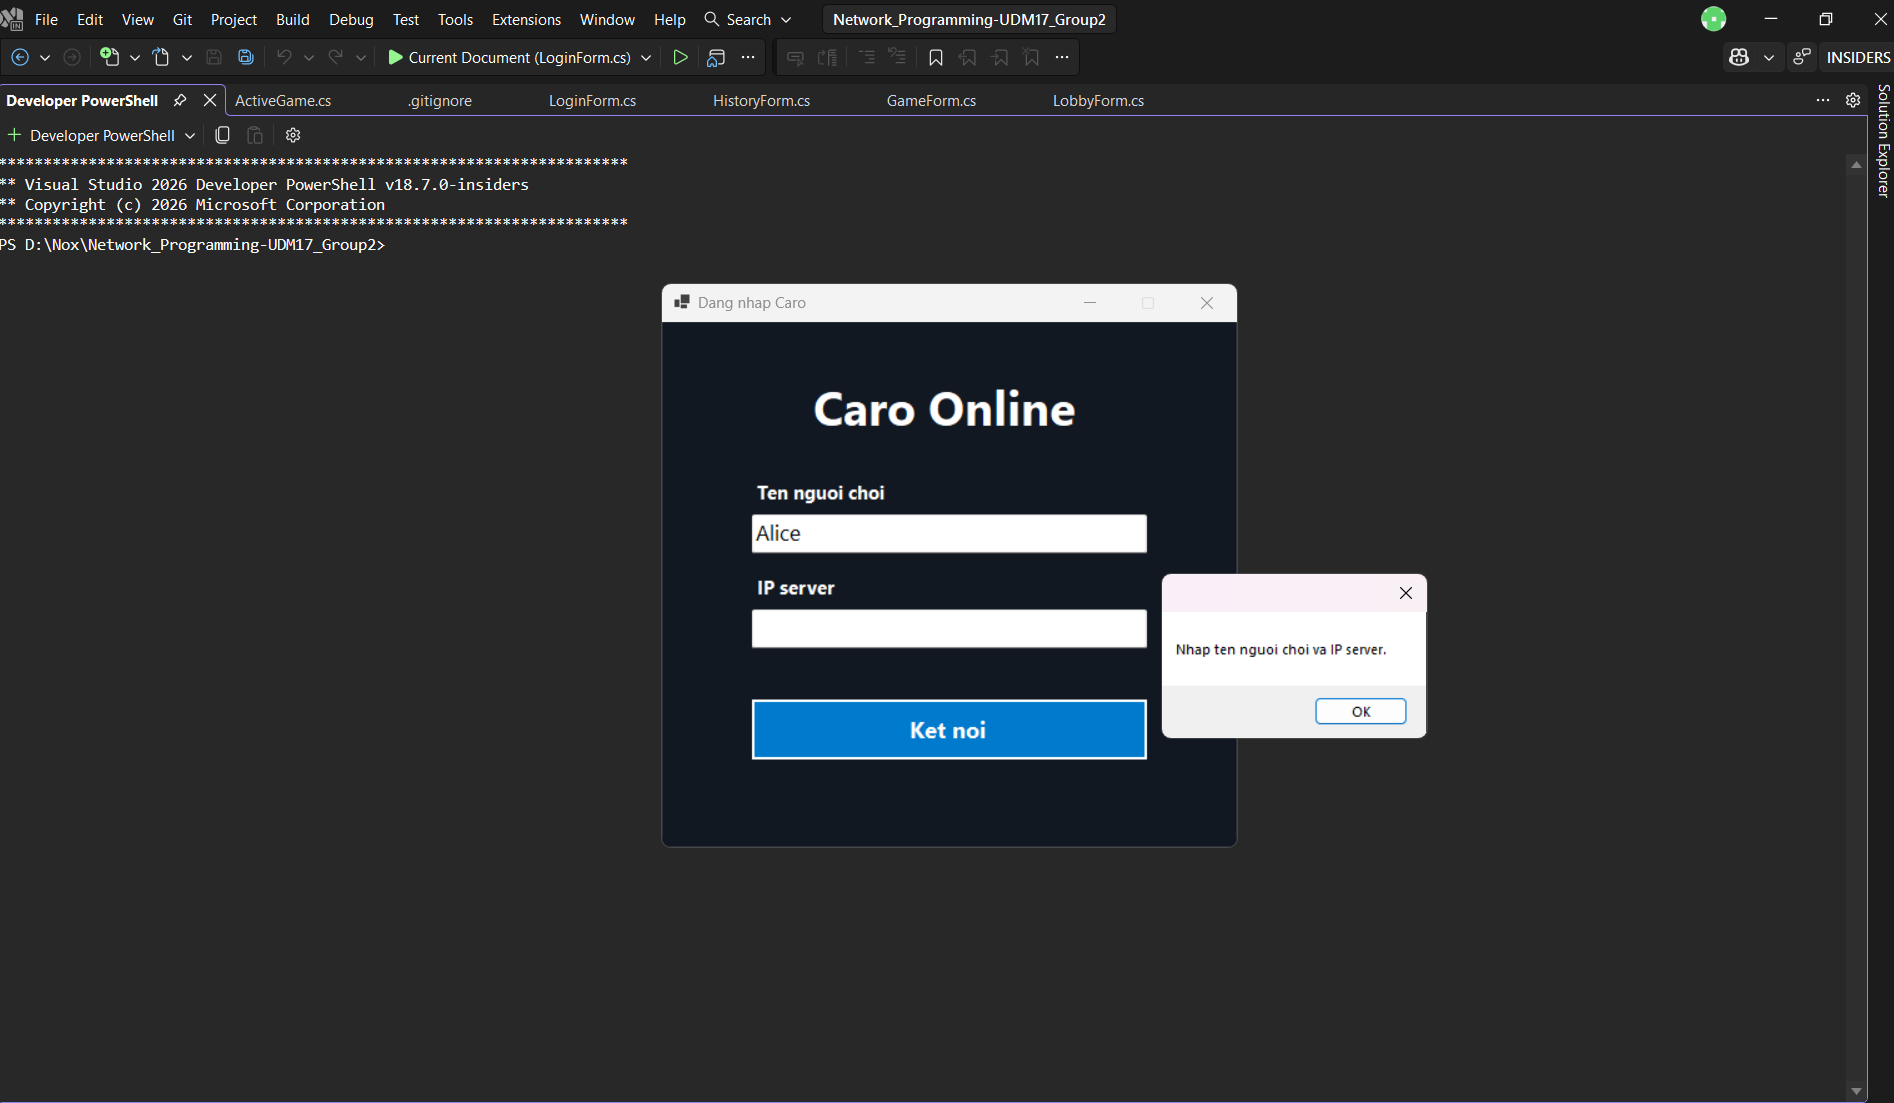 File Edit View Git Project Build Debug Test Tools Extensions Window Help Search Network_Programming-UDM17_Group2
Current Document (LoginForm.cs) INSIDERS
Developer PowerShell ActiveGame.cs .gitignore LoginForm.cs HistoryForm.cs GameForm.cs LobbyForm.cs
Solution Explorer
Developer PowerShell
**********************************************************************
** Visual Studio 2026 Developer PowerShell v18.7.0-insiders
** Copyright (c) 2026 Microsoft Corporation
**********************************************************************
PS D:\Nox\Network_Programming-UDM17_Group2>
Dang nhap Caro
Caro Online
Ten nguoi choi
Alice
IP server
Nhap ten nguoi choi va IP server.
OK
Ket noi